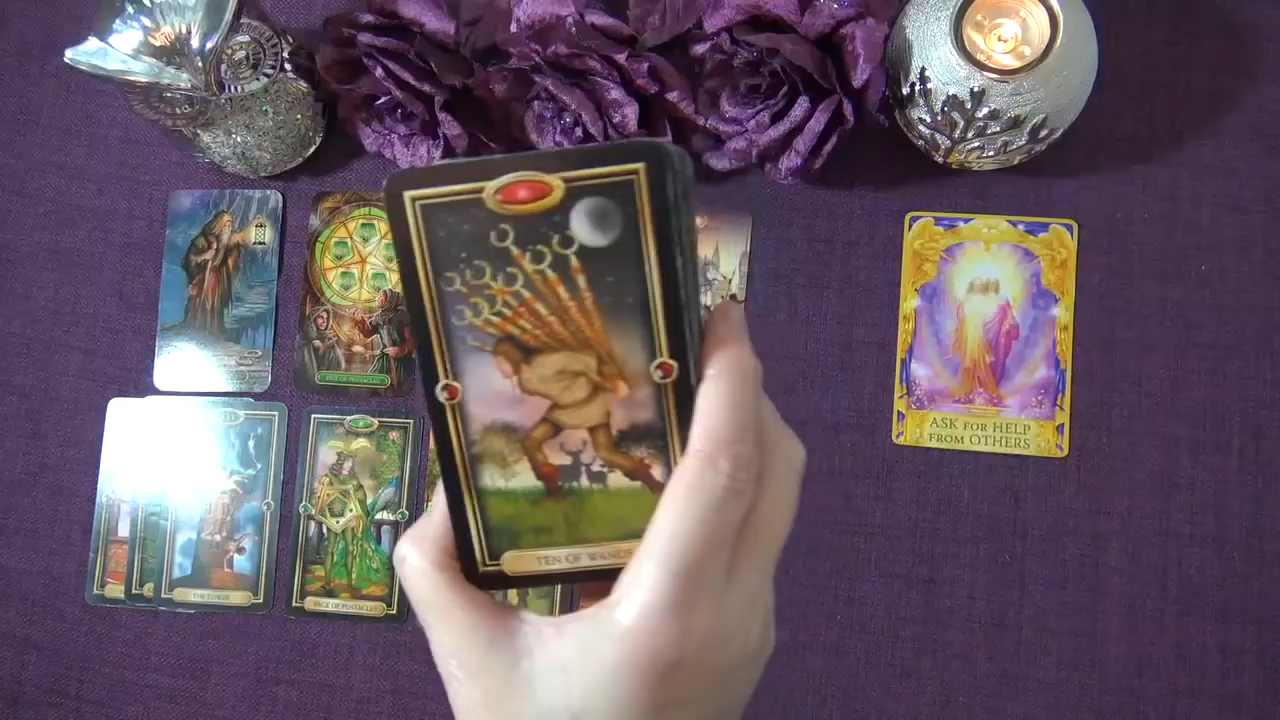 FIVE OF PENTACLES
TEN OF WANDS
ASK FOR HELP
FROM OTHERS
THE TOWER
PAGE OF PENTACLES